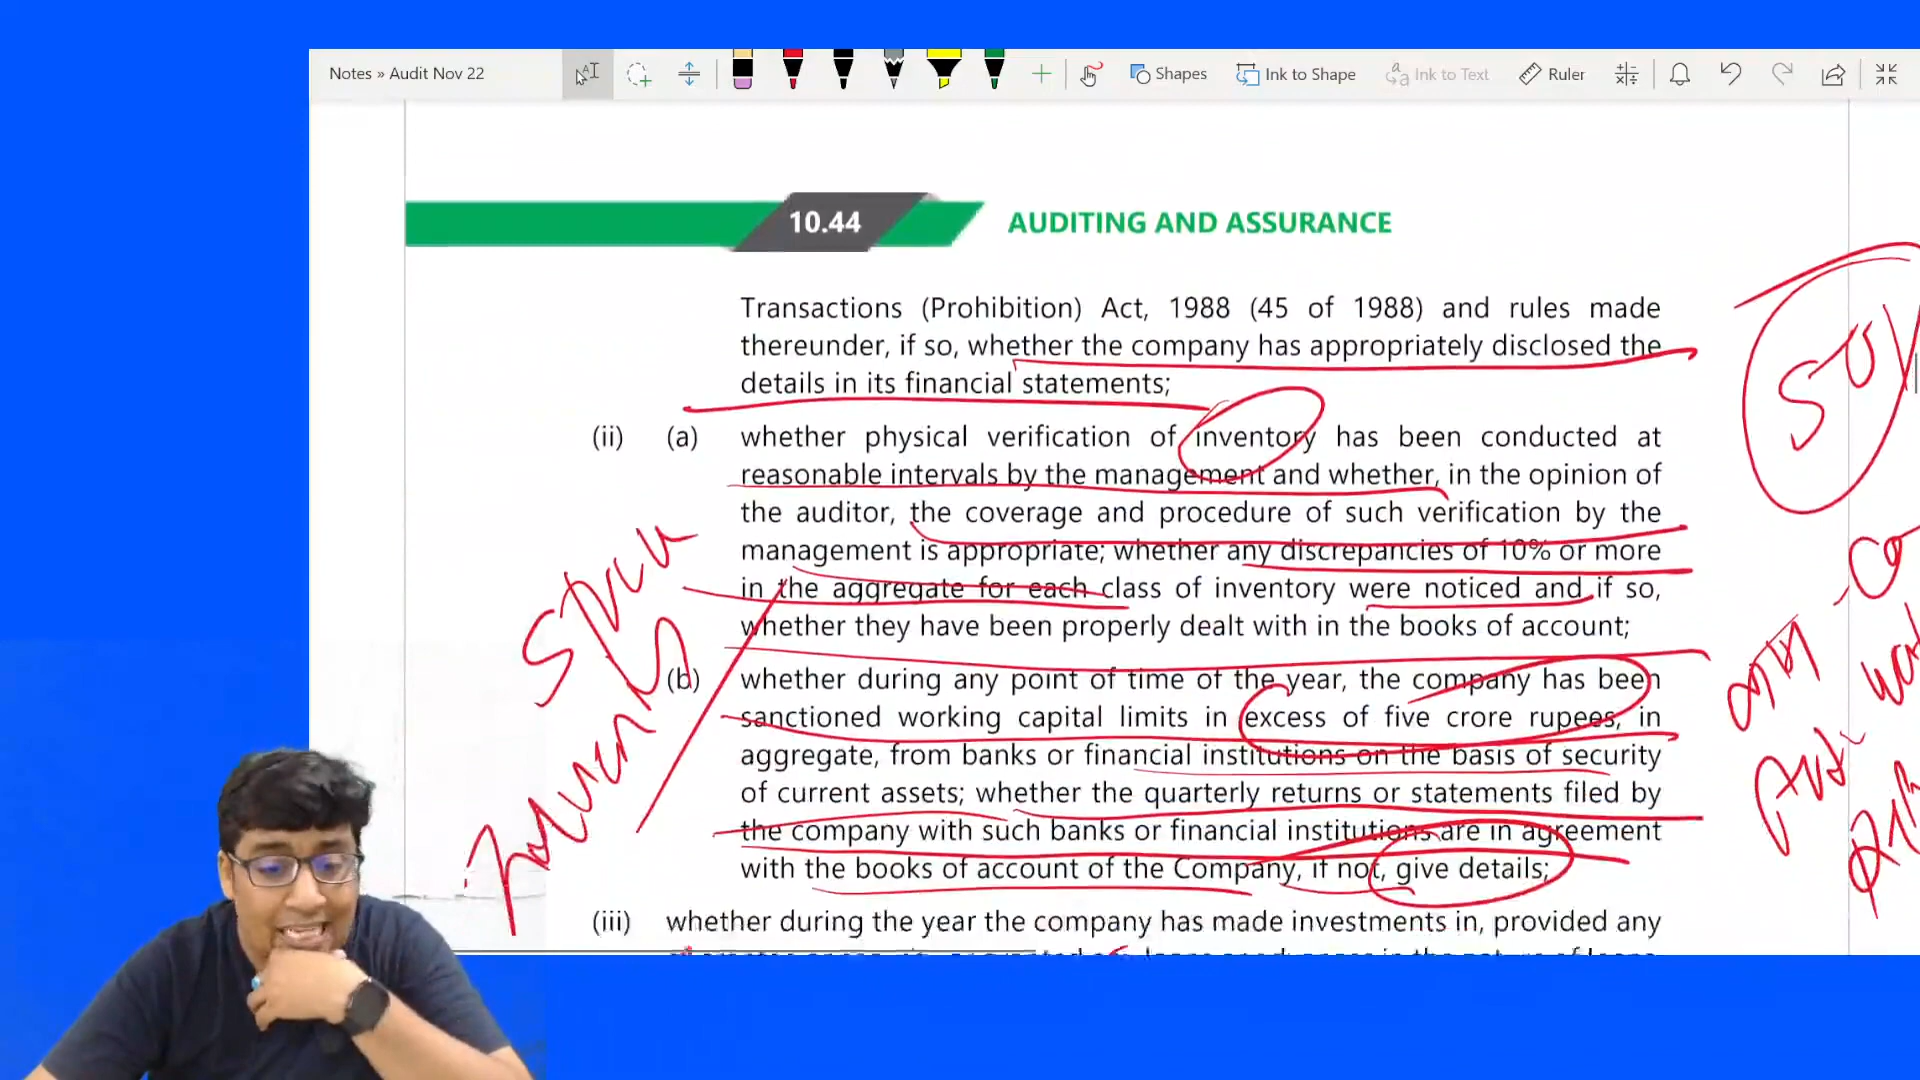 Notes » Audit Nov 22
Shapes
Ink to Shape
Ink to Text
Ruler
10.44
AUDITING AND ASSURANCE
Transactions (Prohibition) Act, 1988 (45 of 1988) and rules made
thereunder, if so, whether the company has appropriately disclosed the
details in its financial statements;
(ii) (a) whether physical verification of inventory has been conducted at
reasonable intervals by the management and whether, in the opinion of
the auditor, the coverage and procedure of such verification by the
management is appropriate; whether any discrepancies of 10% or more
in the aggregate for each class of inventory were noticed and if so,
whether they have been properly dealt with in the books of account;
(b) whether during any point of time of the year, the company has been
sanctioned working capital limits in excess of five crore rupees, in
aggregate, from banks or financial institutions on the basis of security
of current assets; whether the quarterly returns or statements filed by
the company with such banks or financial institutions are in agreement
with the books of account of the Company, if not, give details;
(iii) whether during the year the company has made investments in, provided any